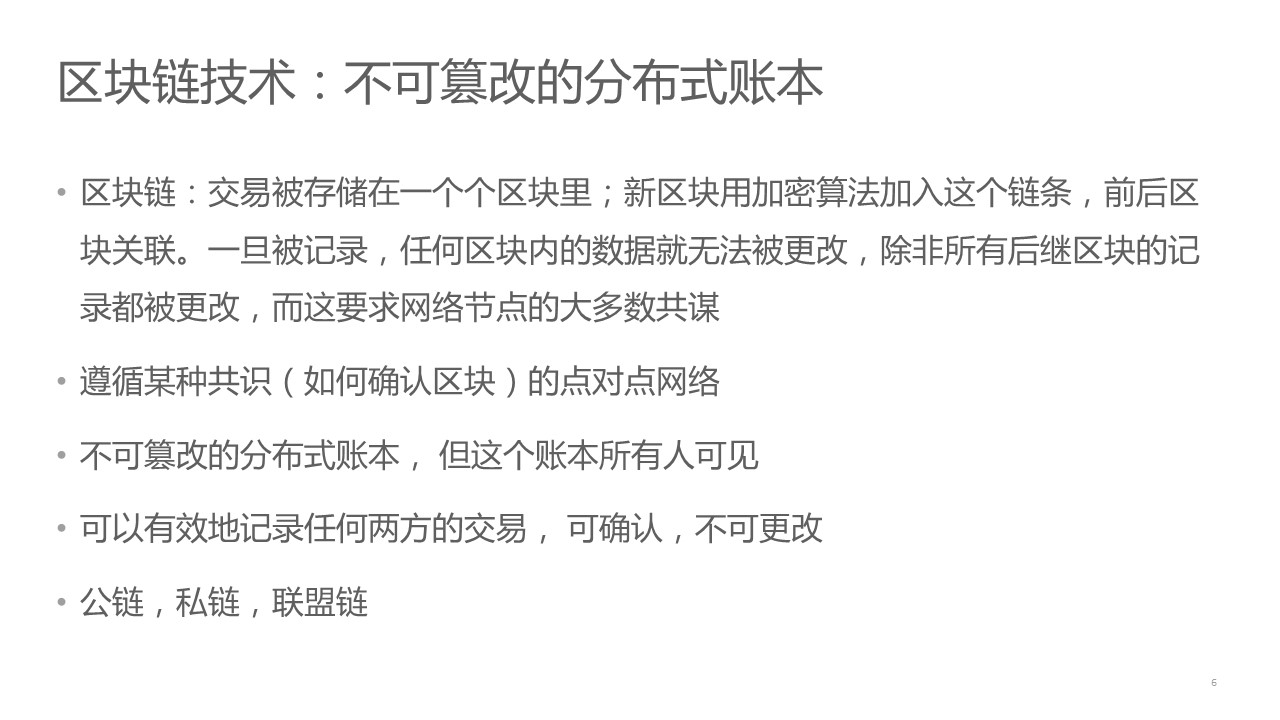 区块链技术：不可篡改的分布式账本
• 区块链：交易被存储在一个个区块里；新区块用加密算法加入这个链条，前后区
块关联。一旦被记录，任何区块内的数据就无法被更改，除非所有后继区块的记
录都被更改，而这要求网络节点的大多数共谋
• 遵循某种共识（如何确认区块）的点对点网络
• 不可篡改的分布式账本， 但这个账本所有人可见
• 可以有效地记录任何两方的交易， 可确认，不可更改
• 公链，私链，联盟链
6